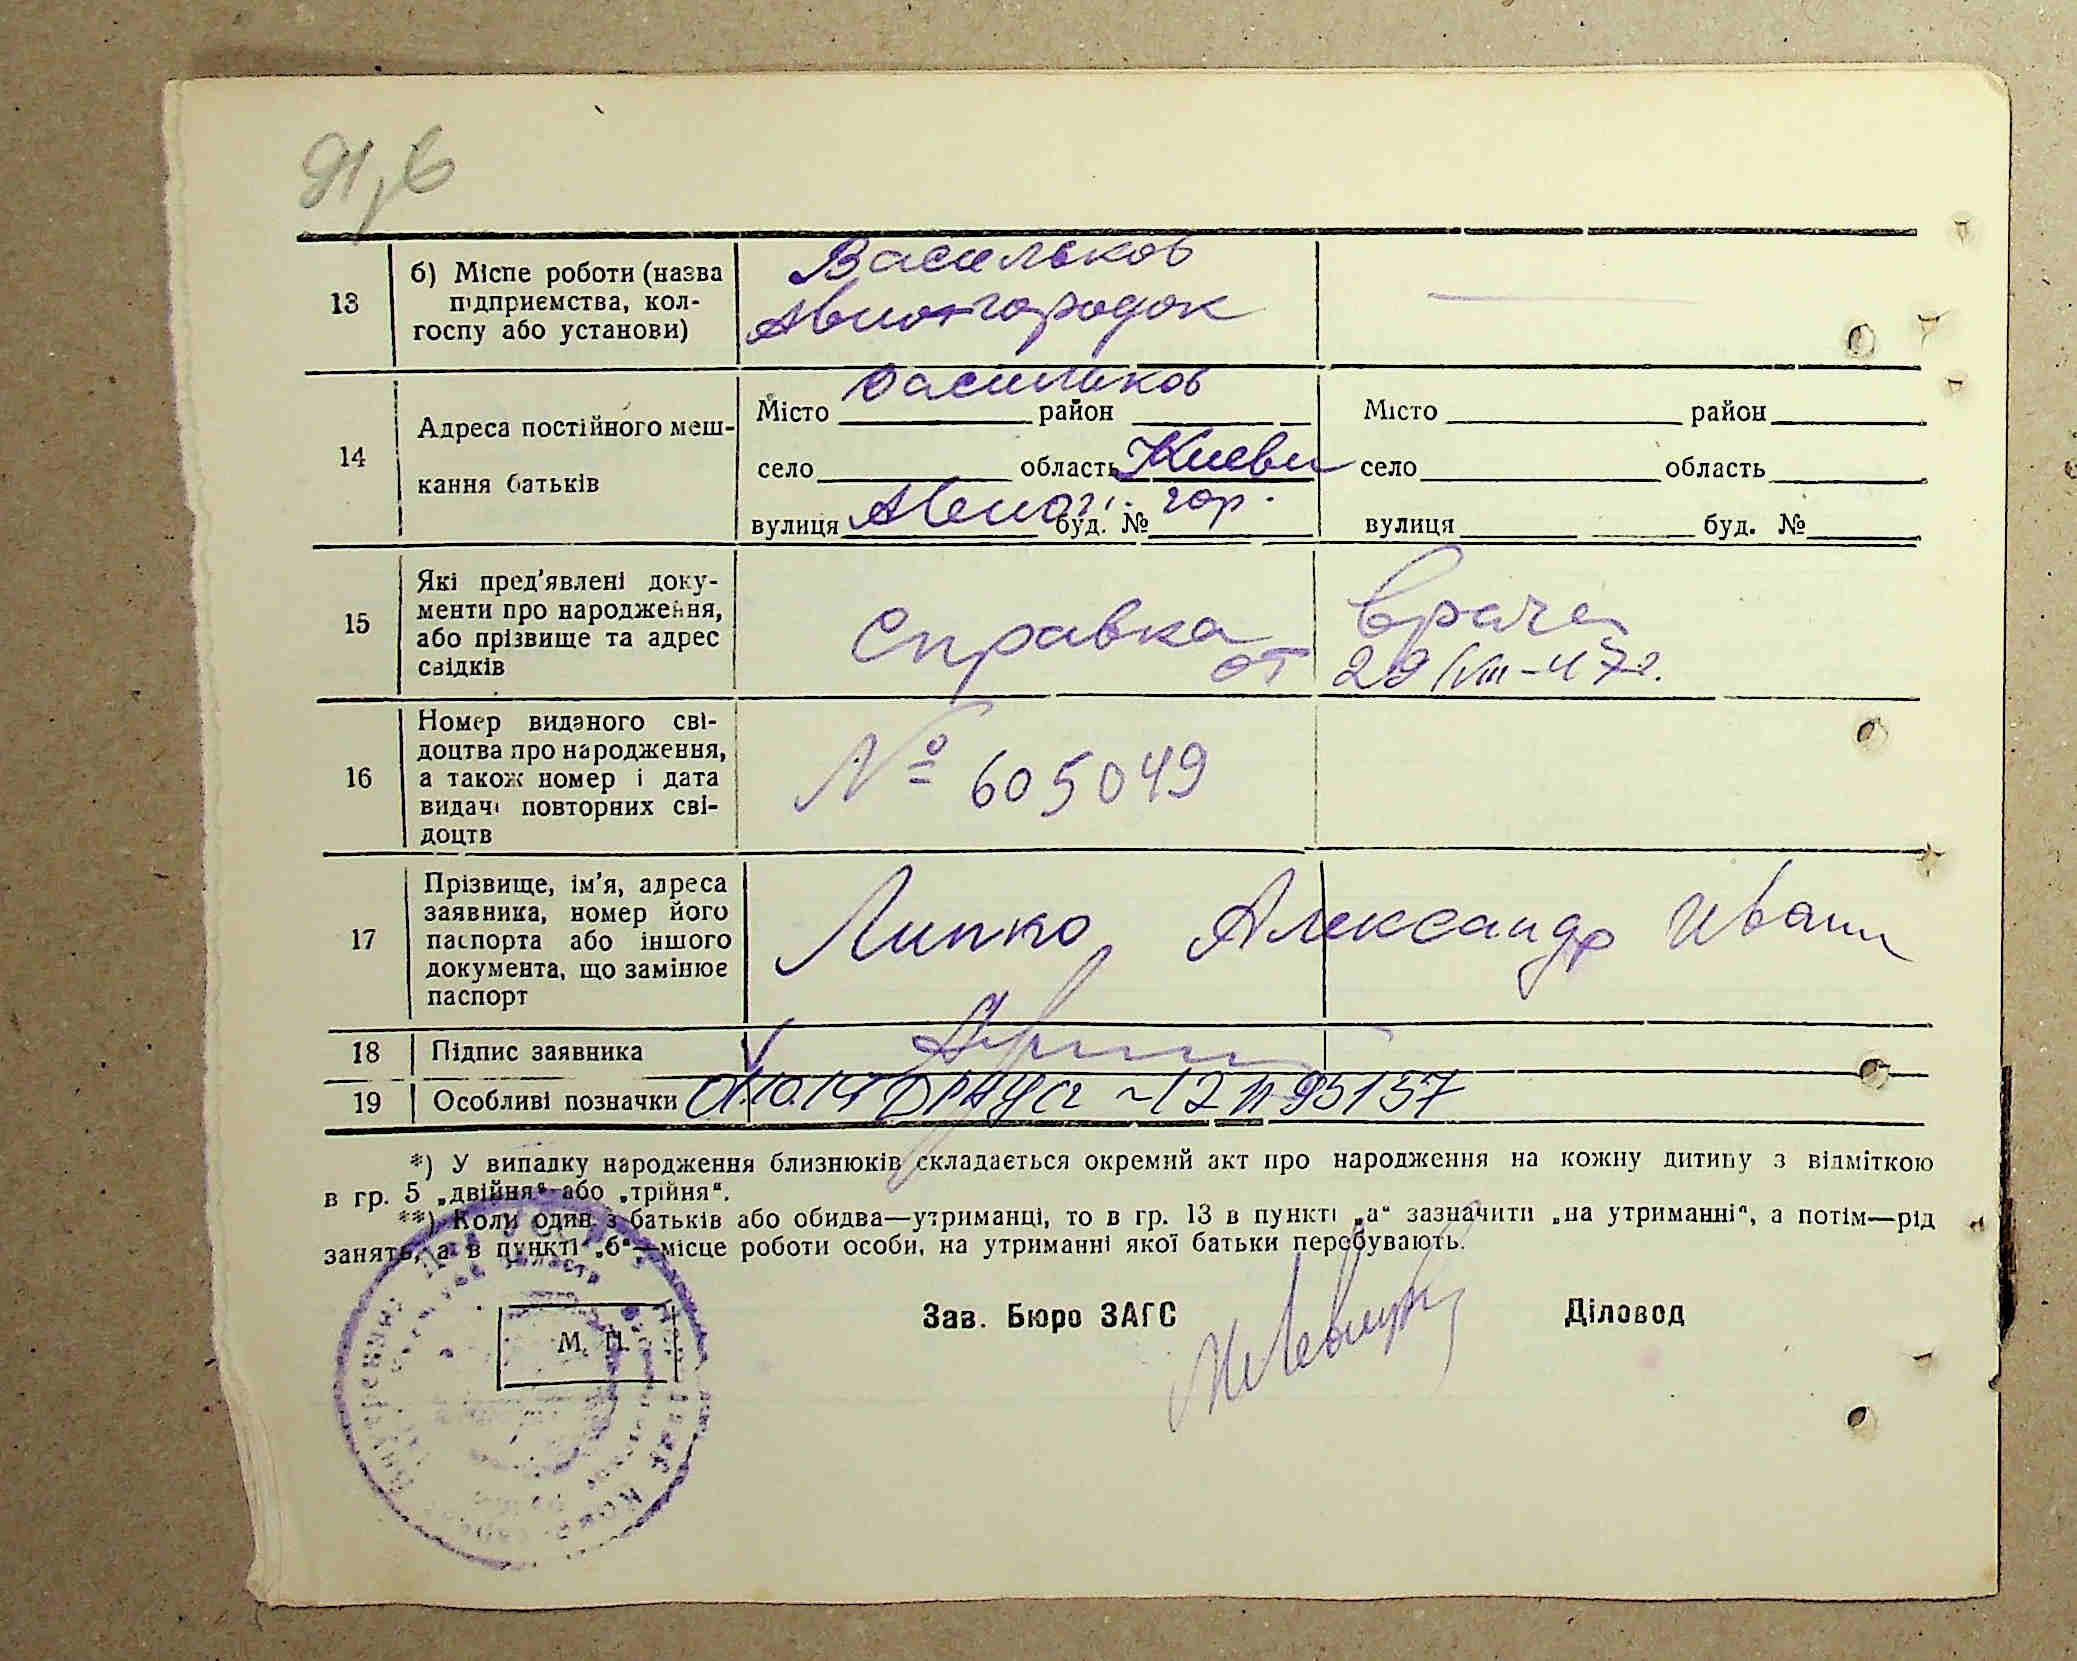 91,6
13
б) Місце роботи (назва
підприємства, кол-
госпу або установи)
Васильков
Авиогородок
14
Адреса постійного меш-
кання батьків
Місто Васильков район
село область Киевн
вулиця Авиог. гор. буд. №
Місто район
село область
вулиця буд. №
15
Які пред'явлені доку-
менти про народження,
або прізвище та адрес
свідків
Справка врача
от 29/VIII-47г.
16
Номер виданого сві-
доцтва про народження,
а також номер і дата
видачі повторних сві-
доцтв
№ 605049
17
Прізвище, ім'я, адреса
заявника, номер його
паспорта або іншого
документа, що замінює
паспорт
Липко Александр Иван
18
Підпис заявника
19
Особливі позначки
95157
*) У випадку народження близнюків складається окремий акт про народження на кожну дитину з відміткою
в гр. 5 „двійня“ або „трійня“.
**) Коли один з батьків або обидва—утриманці, то в гр. 13 в пункті „а“ зазначити „на утриманні“, а потім—рід
занять, а в пункті „б“—місце роботи особи, на утриманні якої батьки перебувають.
М. П.
Зав. Бюро ЗАГС
Діловод